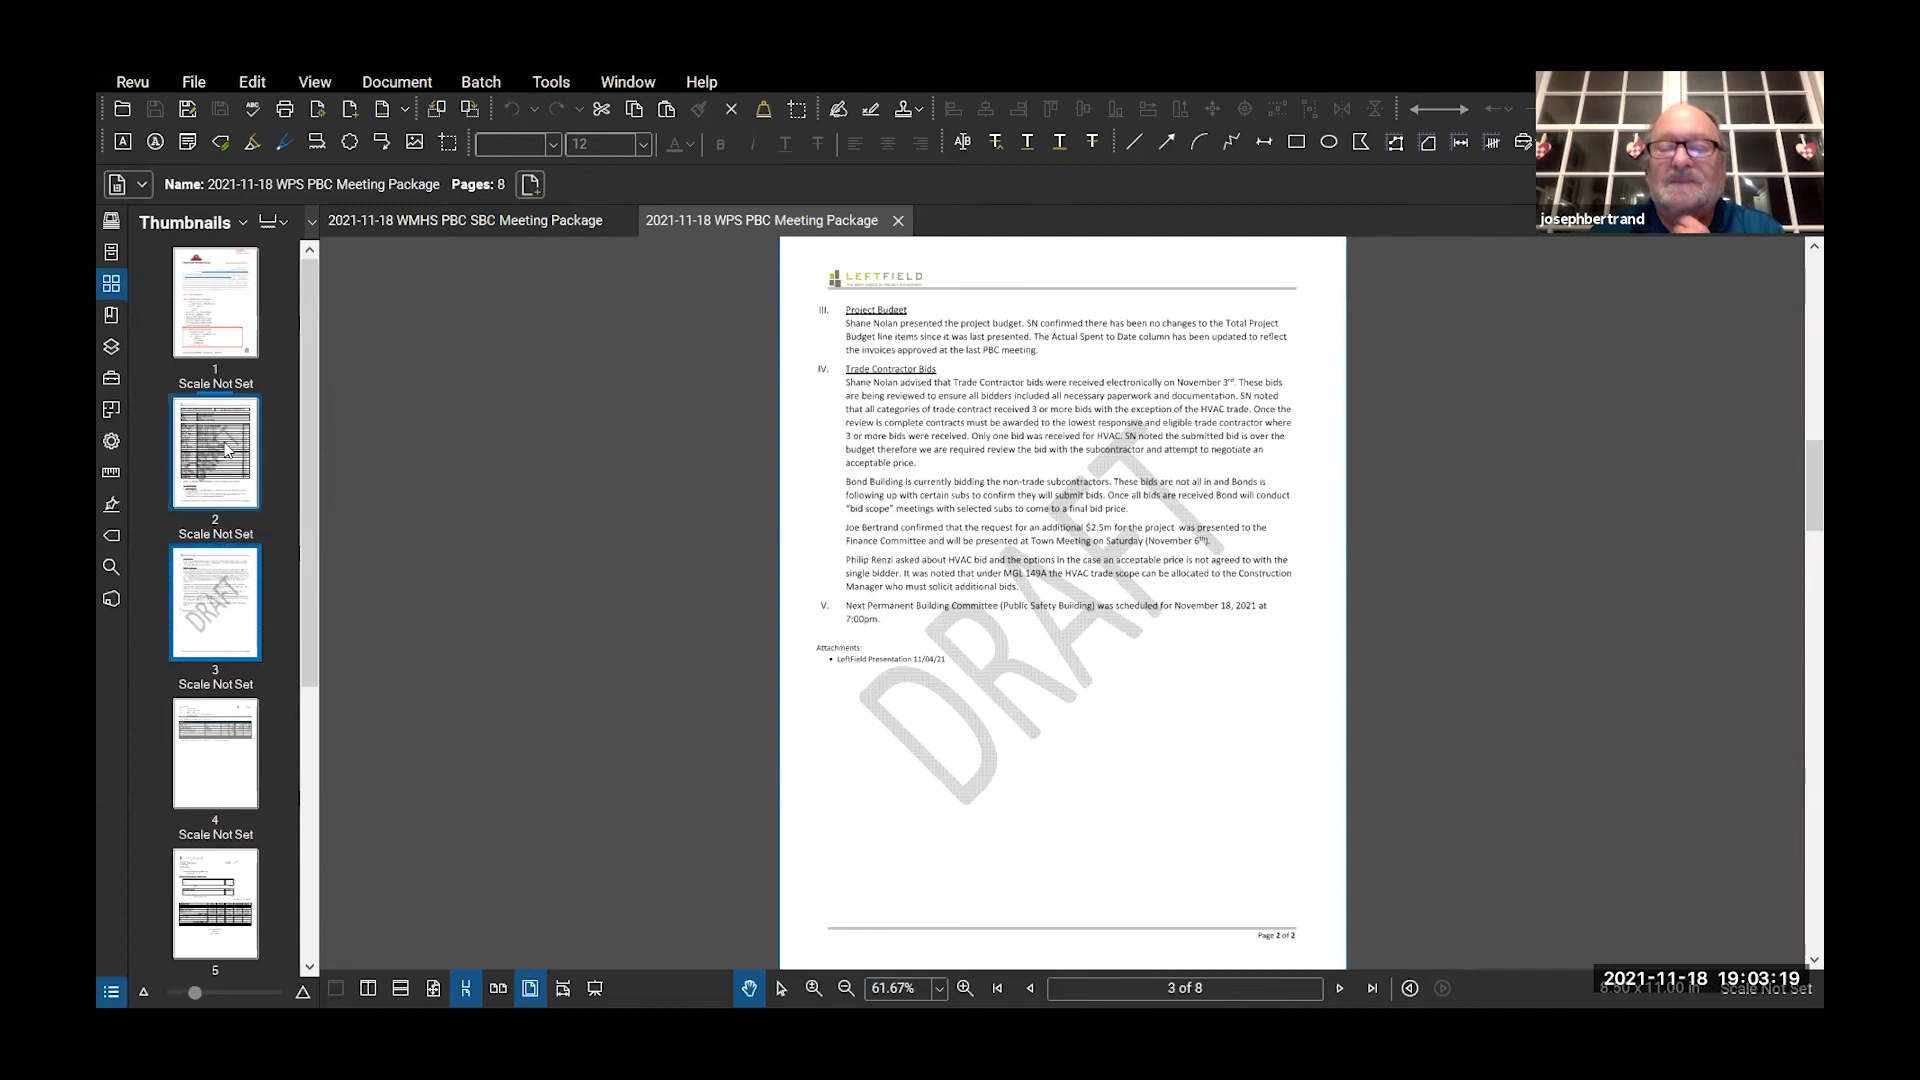 Revu File Edit View Document Batch Tools Window Help
12
Name: 2021-11-18 WPS PBC Meeting Package Pages: 8
josephbertrand
Thumbnails
2021-11-18 WMHS PBC SBC Meeting Package
2021-11-18 WPS PBC Meeting Package
1
Scale Not Set
2
Scale Not Set
3
Scale Not Set
4
Scale Not Set
5
LEFTFIELD
III. Project Budget
Shane Nolan presented the project budget. SN confirmed there has been no changes to the Total Project
Budget line items since it was last presented. The Actual Spent to Date column has been updated to reflect
the invoices approved at the last PBC meeting.
IV. Trade Contractor Bids
Shane Nolan advised that Trade Contractor bids were received electronically on November 3rd. These bids
are being reviewed to ensure all bidders included all necessary paperwork and documentation. SN noted
that all categories of trade contract received 3 or more bids with the exception of the HVAC trade. Once the
review is complete contracts must be awarded to the lowest responsive and eligible trade contractor where
3 or more bids were received. Only one bid was received for HVAC. SN noted the submitted bid is over the
budget therefore we are required review the bid with the subcontractor and attempt to negotiate an
acceptable price.
Bond Building is currently bidding the non-trade subcontractors. These bids are not all in and Bonds is
following up with certain subs to confirm they will submit bids. Once all bids are received Bond will conduct
"bid scope" meetings with selected subs to come to a final bid price.
Joe Bertrand confirmed that the request for an additional $2.5m for the project was presented to the
Finance Committee and will be presented at Town Meeting on Saturday (November 6th).
Philip Renzi asked about HVAC bid and the options in the case an acceptable price is not agreed to with the
single bidder. It was noted that under MGL 149A the HVAC trade scope can be allocated to the Construction
Manager who must solicit additional bids.
V. Next Permanent Building Committee (Public Safety Building) was scheduled for November 18, 2021 at
7:00pm.
Attachments:
• LeftField Presentation 11/04/21
DRAFT
Page 2 of 2
61.67%
3 of 8
2021-11-18 19:03:19
8.50 x 11.00 in Scale Not Set